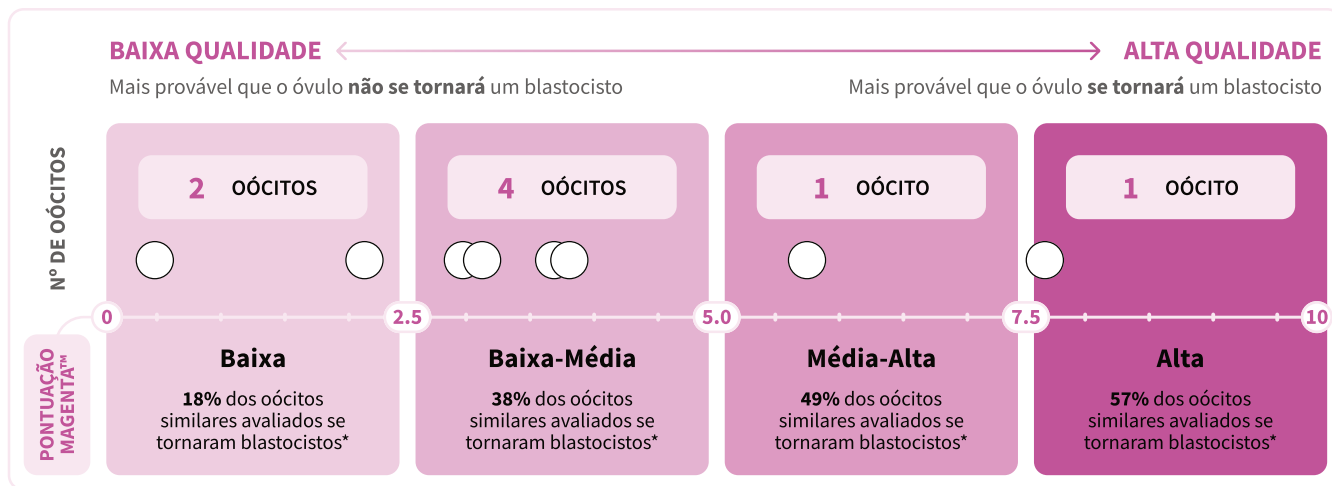 BAIXA QUALIDADE
ALTA QUALIDADE
Mais provável que o óvulo não se tornará um blastocisto
Mais provável que o óvulo se tornará um blastocisto
Nº DE OÓCITOS
2 OÓCITOS
4 OÓCITOS
1 OÓCITO
1 OÓCITO
0
2.5
5.0
7.5
10
PONTUAÇÃO
MAGENTA™
Baixa
18% dos oócitos
similares avaliados se
tornaram blastocistos*
Baixa-Média
38% dos oócitos
similares avaliados se
tornaram blastocistos*
Média-Alta
49% dos oócitos
similares avaliados se
tornaram blastocistos*
Alta
57% dos oócitos
similares avaliados se
tornaram blastocistos*